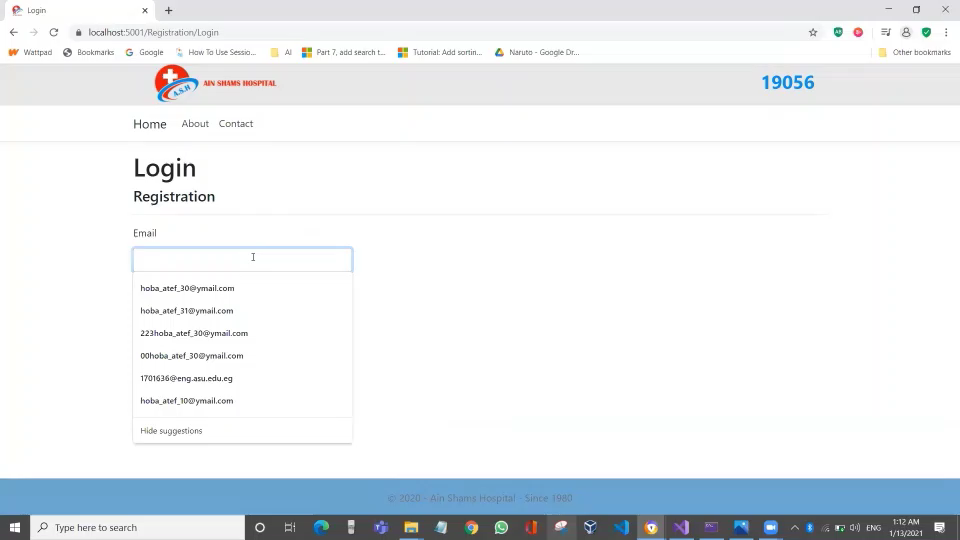 Login
localhost:5001/Registration/Login
Wattpad Bookmarks Google How To Use Sessio... AI Part 7, add search t... Tutorial: Add sortin... Naruto - Google Dr... Other bookmarks
A.S.H AIN SHAMS HOSPITAL 19056
Home About Contact
Login
Registration
Email
hoba_atef_30@ymail.com
hoba_atef_31@ymail.com
223hoba_atef_30@ymail.com
00hoba_atef_30@ymail.com
1701636@eng.asu.edu.eg
hoba_atef_10@ymail.com
Hide suggestions
© 2020 - Ain Shams Hospital - Since 1980
Type here to search
ENG
1:12 AM
1/13/2021